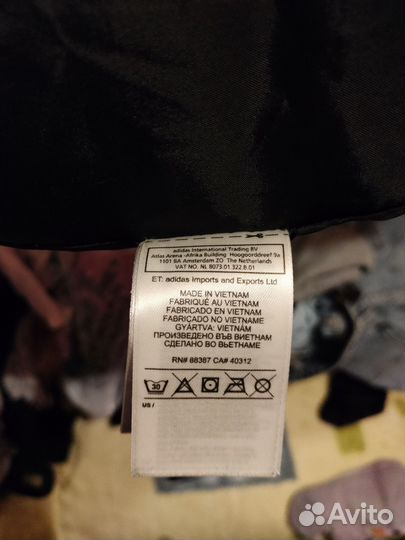 adidas International Trading BV
Atlas Arena -Afrika Building Hoogoorddreef 9a
1101 BA Amsterdam ZO The Netherlands
VAT NO. NL 8073.01.322.B.01
ET: adidas Imports and Exports Ltd
MADE IN VIETNAM
FABRIQUÉ AU VIETNAM
FABRICADO EN VIETNAM
FABRICADO NO VIETNAME
GYÁRTVA: VIETNÁM
ПРОИЗВЕДЕНО ВЪВ ВИЕТНАМ
СДЕЛАНО ВО ВЬЕТНАМЕ
RN# 88387 CA# 40312
30
US /
Avito